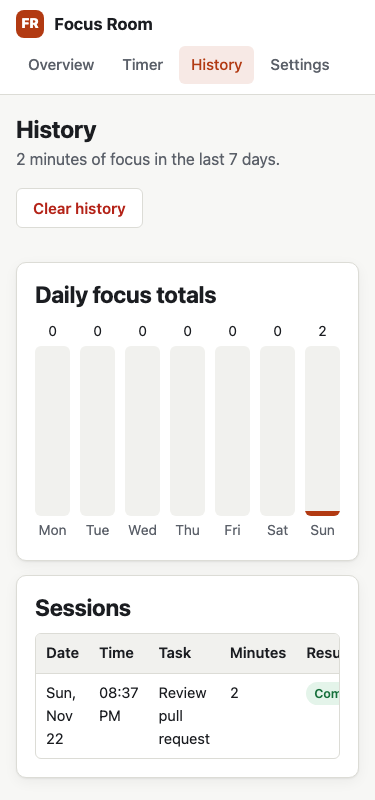 FR Focus Room
Overview Timer History Settings
History
2 minutes of focus in the last 7 days.
Clear history
Daily focus totals
0 0 0 0 0 0 2
Mon Tue Wed Thu Fri Sat Sun
Sessions
Date Time Task Minutes Resu
Sun, 08:37 Review 2 Com
Nov PM pull
22 request